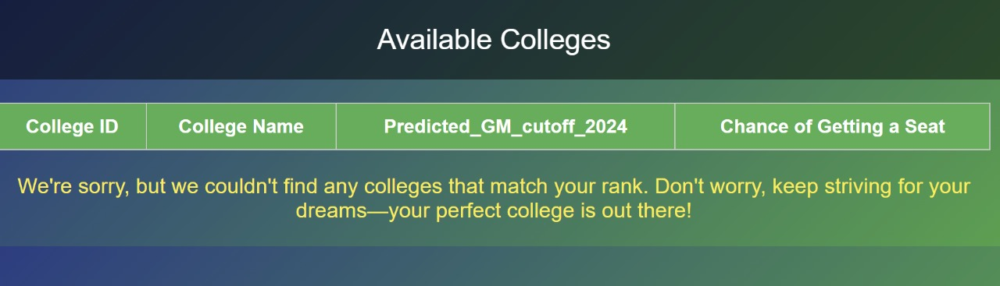 Available Colleges
College ID College Name Predicted_GM_cutoff_2024 Chance of Getting a Seat
We're sorry, but we couldn't find any colleges that match your rank. Don't worry, keep striving for your
dreams—your perfect college is out there!